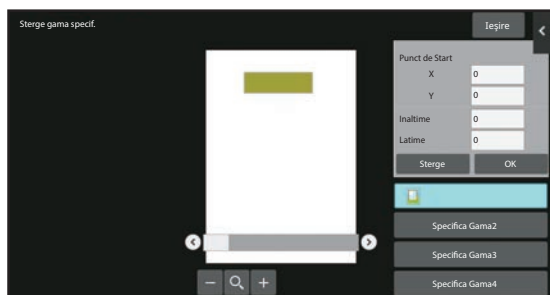 Sterge gama specif.
Ieşire
Punct de Start
X 0
Y 0
Inaltime 0
Latime 0
Sterge OK
Specifica Gama2
Specifica Gama3
Specifica Gama4